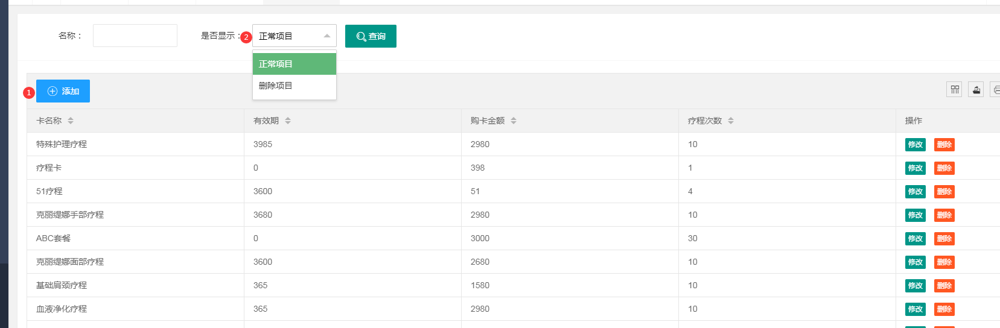 名称： 是否显示： 2 正常项目 查询
正常项目
删除项目
1 添加
卡名称 有效期 购卡金额 疗程次数 操作
特殊护理疗程 3985 2980 10 修改 删除
疗程卡 0 398 1 修改 删除
51疗程 3600 51 4 修改 删除
克丽缇娜手部疗程 3680 2980 10 修改 删除
ABC套餐 0 3000 30 修改 删除
克丽缇娜面部疗程 3600 2680 10 修改 删除
基础肩颈疗程 365 1580 10 修改 删除
血液净化疗程 365 2980 10 修改 删除